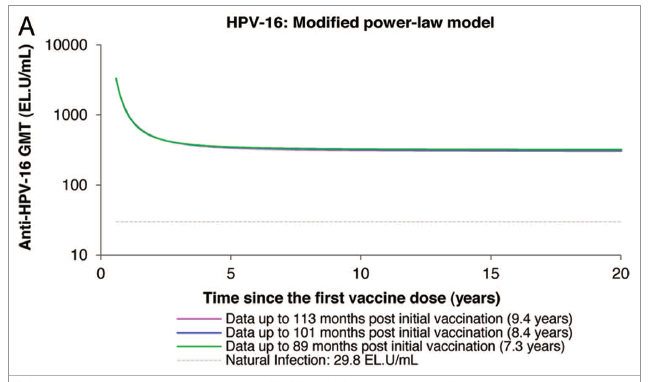 A
HPV-16: Modified power-law model
Anti-HPV-16 GMT (EL.U/mL)
10000
1000
100
10
0 5 10 15 20
Time since the first vaccine dose (years)
Data up to 113 months post initial vaccination (9.4 years)
Data up to 101 months post initial vaccination (8.4 years)
Data up to 89 months post initial vaccination (7.3 years)
Natural Infection: 29.8 EL.U/mL